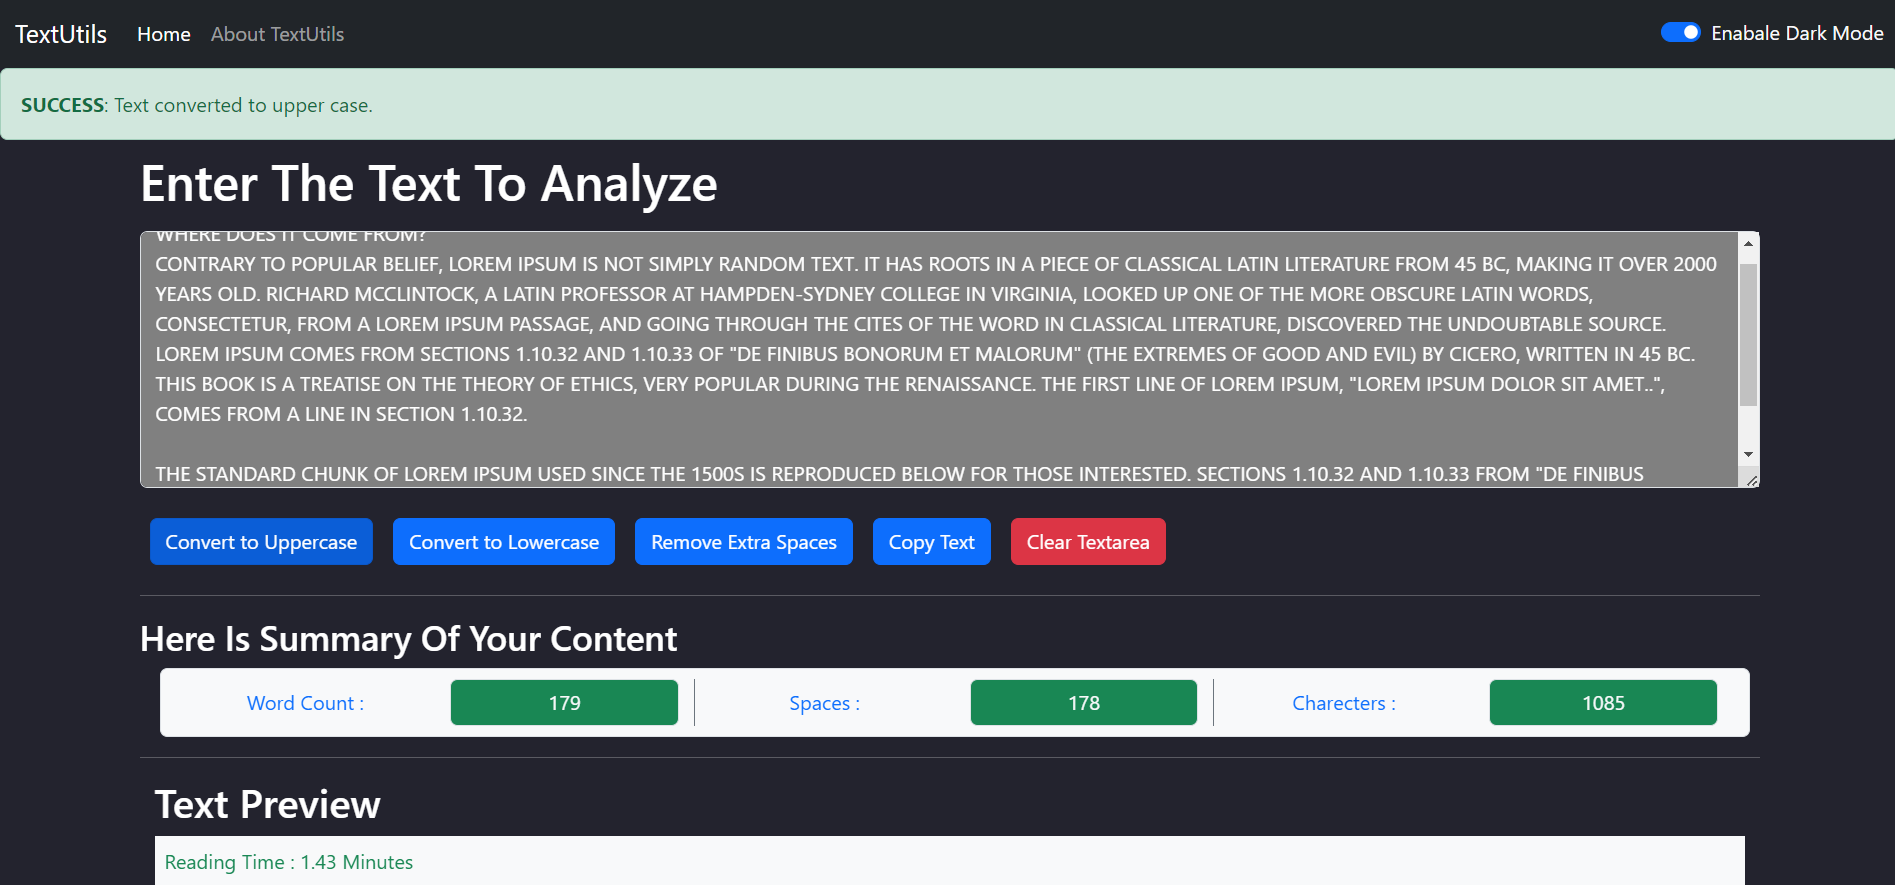 TextUtils Home About TextUtils Enabale Dark Mode
SUCCESS: Text converted to upper case.
Enter The Text To Analyze
WHERE DOES IT COME FROM?
CONTRARY TO POPULAR BELIEF, LOREM IPSUM IS NOT SIMPLY RANDOM TEXT. IT HAS ROOTS IN A PIECE OF CLASSICAL LATIN LITERATURE FROM 45 BC, MAKING IT OVER 2000
YEARS OLD. RICHARD MCCLINTOCK, A LATIN PROFESSOR AT HAMPDEN-SYDNEY COLLEGE IN VIRGINIA, LOOKED UP ONE OF THE MORE OBSCURE LATIN WORDS,
CONSECTETUR, FROM A LOREM IPSUM PASSAGE, AND GOING THROUGH THE CITES OF THE WORD IN CLASSICAL LITERATURE, DISCOVERED THE UNDOUBTABLE SOURCE.
LOREM IPSUM COMES FROM SECTIONS 1.10.32 AND 1.10.33 OF "DE FINIBUS BONORUM ET MALORUM" (THE EXTREMES OF GOOD AND EVIL) BY CICERO, WRITTEN IN 45 BC.
THIS BOOK IS A TREATISE ON THE THEORY OF ETHICS, VERY POPULAR DURING THE RENAISSANCE. THE FIRST LINE OF LOREM IPSUM, "LOREM IPSUM DOLOR SIT AMET..",
COMES FROM A LINE IN SECTION 1.10.32.
THE STANDARD CHUNK OF LOREM IPSUM USED SINCE THE 1500S IS REPRODUCED BELOW FOR THOSE INTERESTED. SECTIONS 1.10.32 AND 1.10.33 FROM "DE FINIBUS
Convert to Uppercase Convert to Lowercase Remove Extra Spaces Copy Text Clear Textarea
Here Is Summary Of Your Content
Word Count : 179 Spaces : 178 Charecters : 1085
Text Preview
Reading Time : 1.43 Minutes